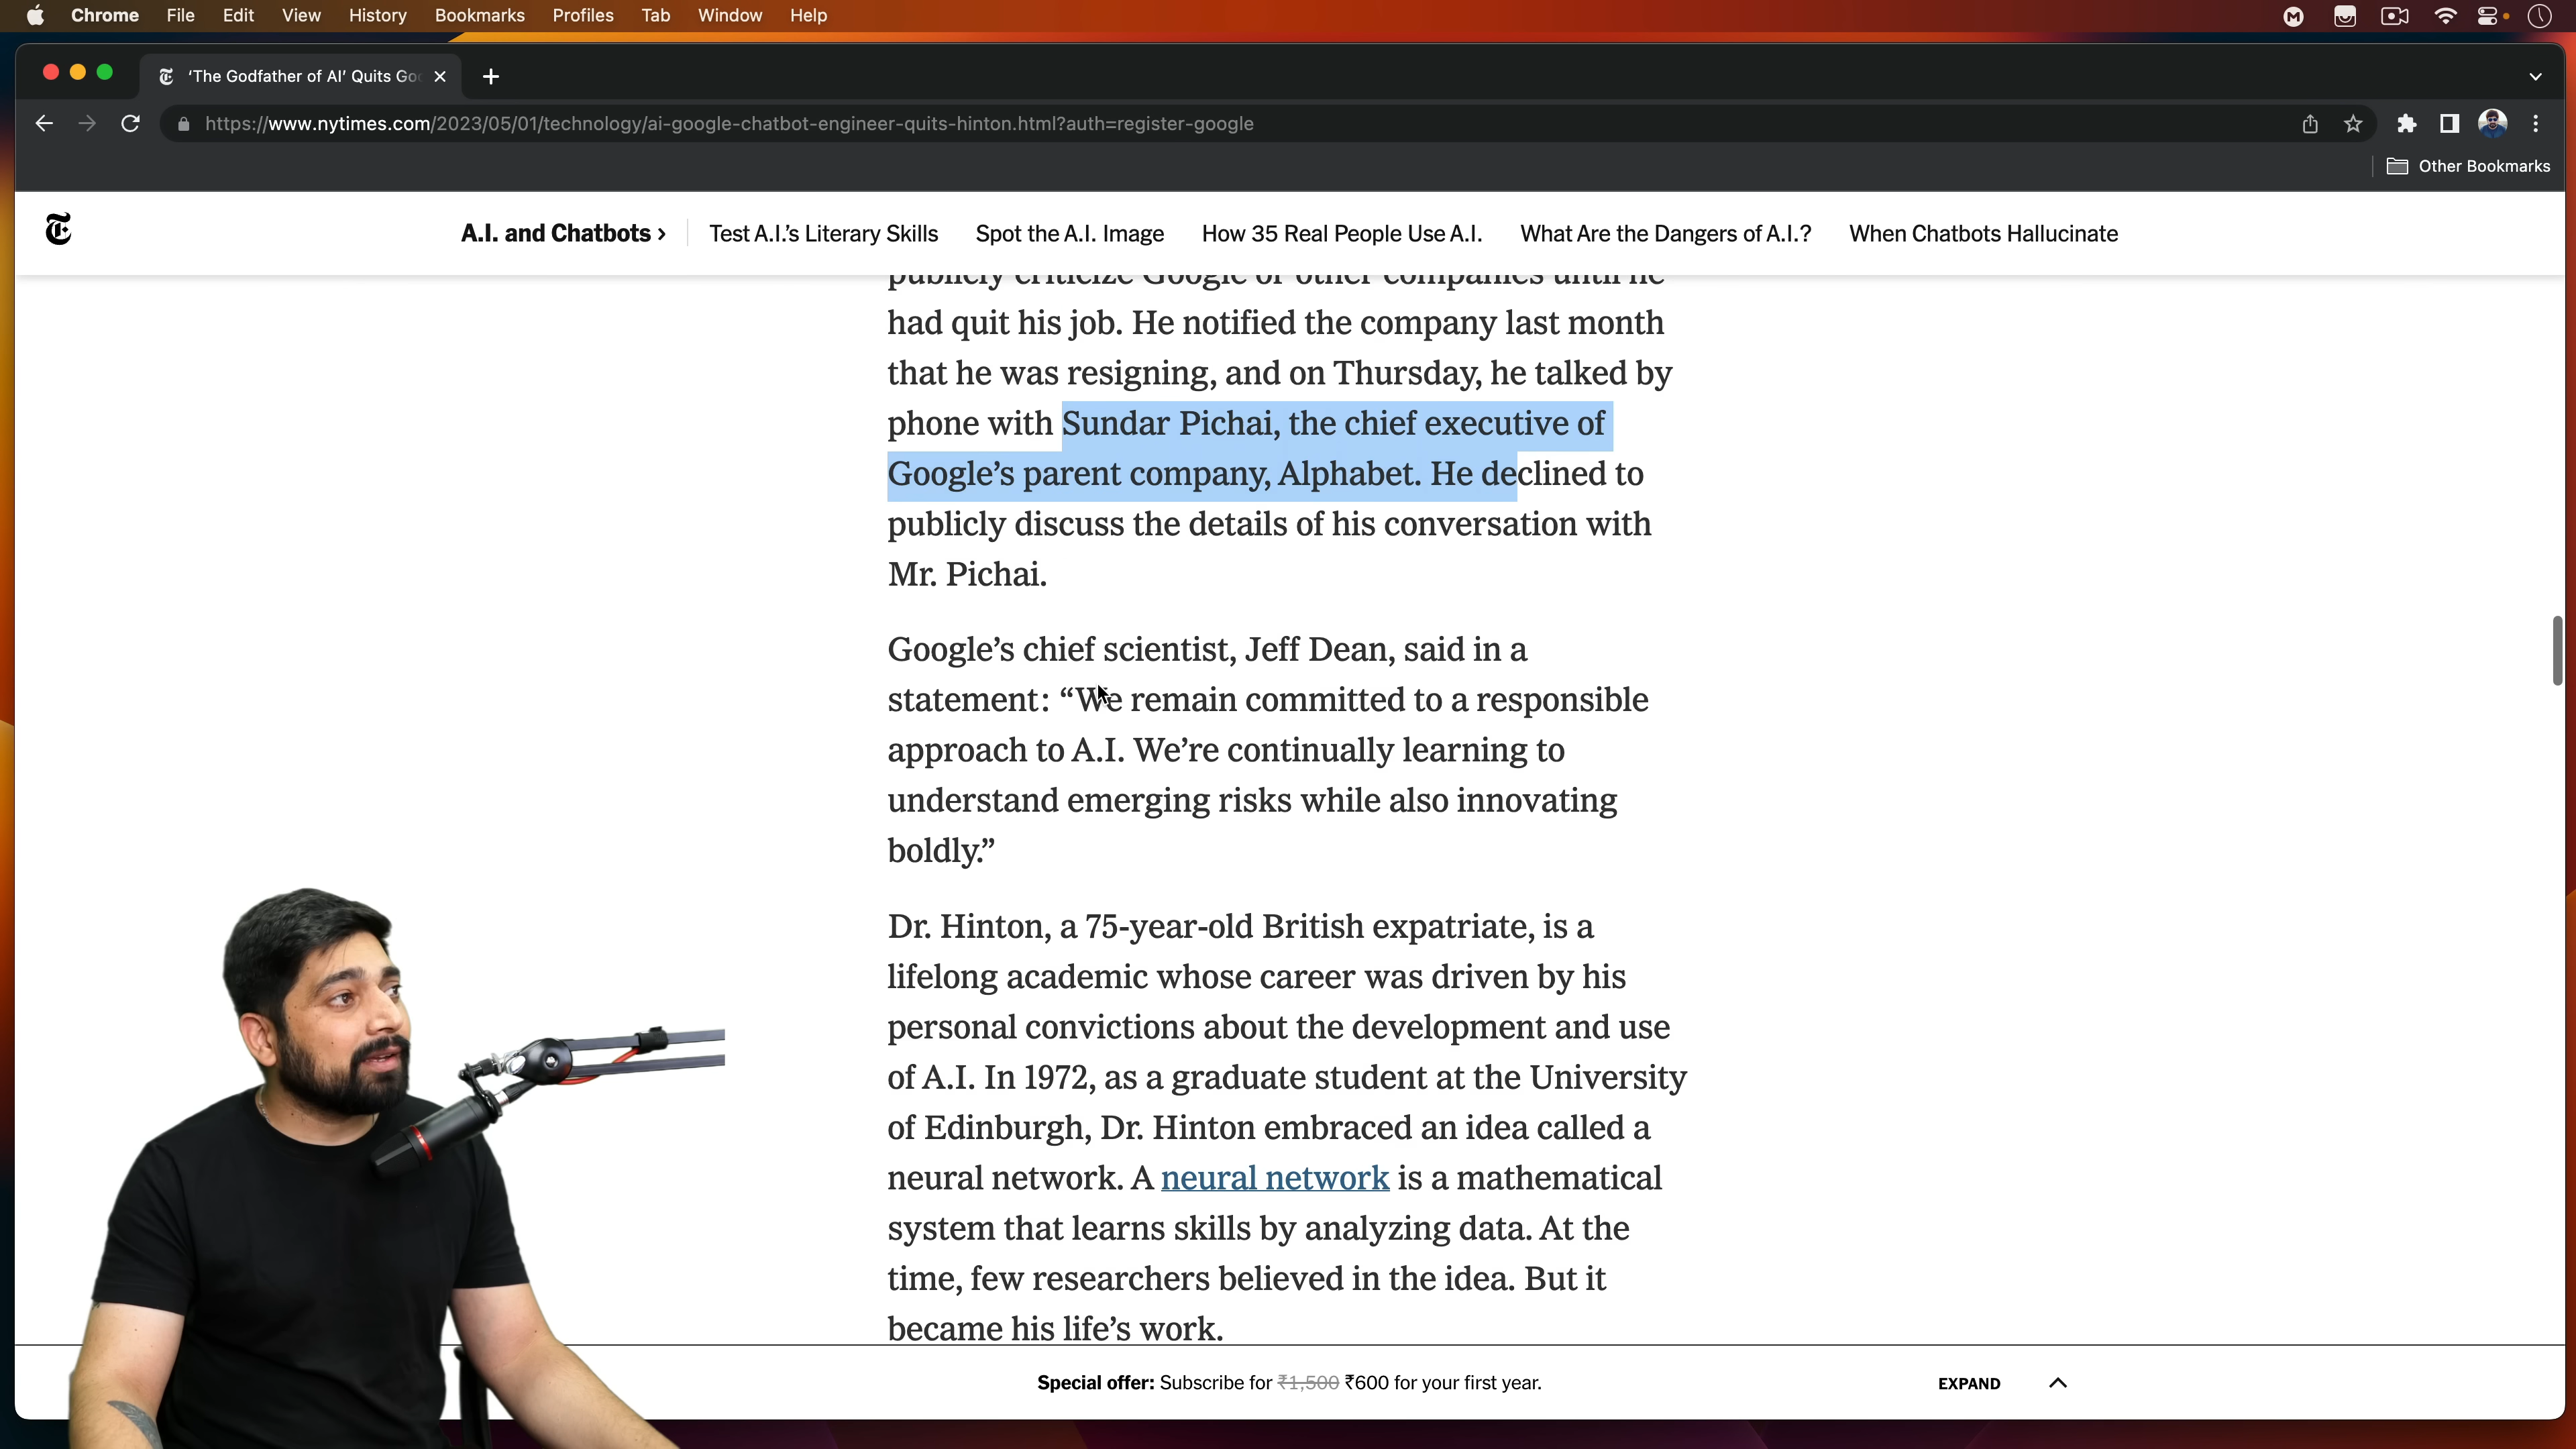 Chrome File Edit View History Bookmarks Profiles Tab Window Help
‘The Godfather of AI’ Quits Goo
https://www.nytimes.com/2023/05/01/technology/ai-google-chatbot-engineer-quits-hinton.html?auth=register-google
Other Bookmarks
A.I. and Chatbots › Test A.I.’s Literary Skills Spot the A.I. Image How 35 Real People Use A.I. What Are the Dangers of A.I.? When Chatbots Hallucinate
publicly criticize Google or other companies until he
had quit his job. He notified the company last month
that he was resigning, and on Thursday, he talked by
phone with Sundar Pichai, the chief executive of
Google’s parent company, Alphabet. He declined to
publicly discuss the details of his conversation with
Mr. Pichai.
Google’s chief scientist, Jeff Dean, said in a
statement: “We remain committed to a responsible
approach to A.I. We’re continually learning to
understand emerging risks while also innovating
boldly.”
Dr. Hinton, a 75-year-old British expatriate, is a
lifelong academic whose career was driven by his
personal convictions about the development and use
of A.I. In 1972, as a graduate student at the University
of Edinburgh, Dr. Hinton embraced an idea called a
neural network. A neural network is a mathematical
system that learns skills by analyzing data. At the
time, few researchers believed in the idea. But it
became his life’s work.
Special offer: Subscribe for ₹1,500 ₹600 for your first year.
EXPAND